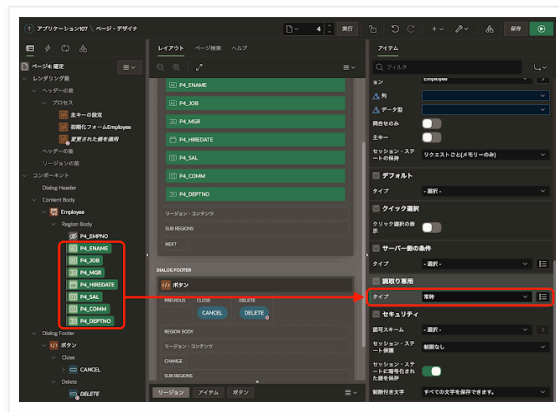 アプリケーション107 \ ページ・デザイナ
4
実行
保存
ページ4: 確定
レンダリング前
ヘッダーの前
プロセス
主キーの設定
初期化フォームEmployee
変更された値を適用
ヘッダーの後
リージョンの前
コンポーネント
Dialog Header
Content Body
Employee
Region Body
P4_EMPNO
P4_ENAME
P4_JOB
P4_MGR
P4_HIREDATE
P4_SAL
P4_COMM
P4_DEPTNO
Dialog Footer
ボタン
Close
CANCEL
Delete
DELETE
レイアウト ページ検索 ヘルプ
P4_ENAME
P4_JOB
P4_MGR
P4_HIREDATE
P4_SAL
P4_COMM
P4_DEPTNO
リージョン・コンテンツ
SUB REGIONS
NEXT
DIALOG FOOTER
ボタン
PREVIOUS CLOSE DELETE
CANCEL DELETE
REGION BODY
リージョン・コンテンツ
CHANGE
SUB REGIONS
リージョン アイテム ボタン
アイテム
フィルタ
ョン Employee
列
データ型
問合せのみ
主キー
セッション・ステートの保持 リクエストごと(メモリーのみ)
デフォルト
タイプ - 選択 -
クイック選択
クリック選択の表示
サーバー側の条件
タイプ - 選択 -
読取り専用
タイプ 常時
セキュリティ
認可スキーム - 選択 -
セッション・ステート保護 制限なし
セッション・ステートに暗号化された値を保存
制限付き文字 すべての文字を保存できます。